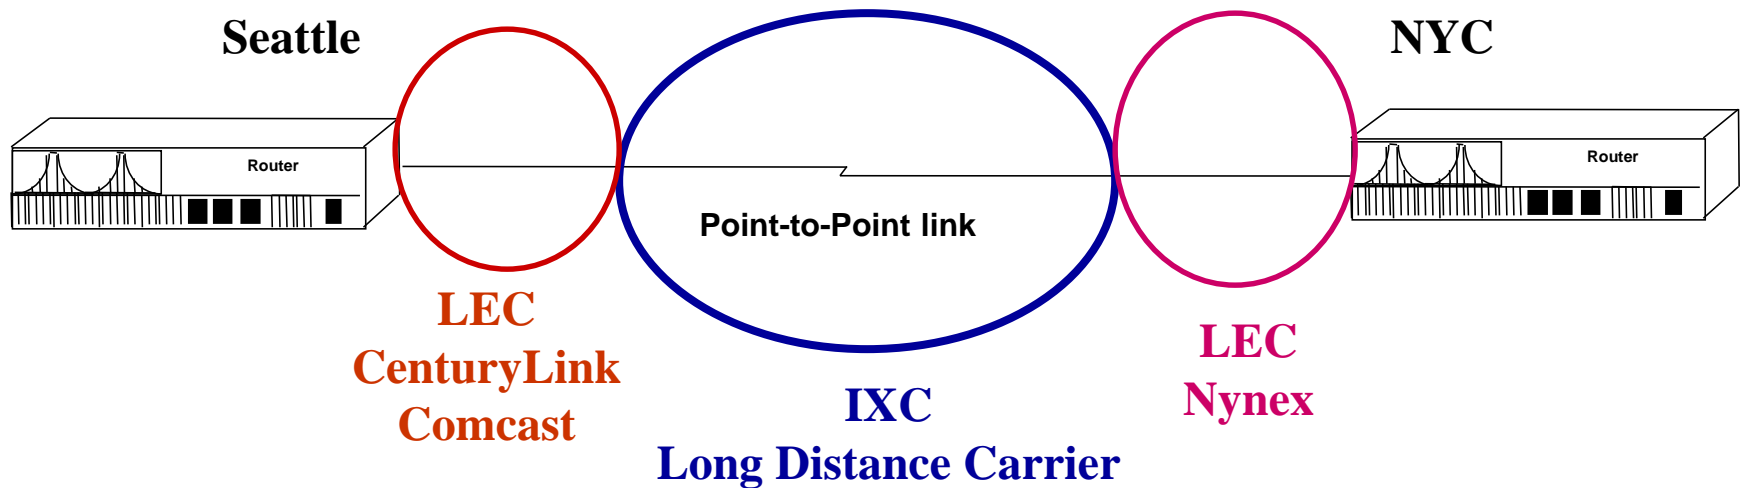 Seattle
NYC
Router
Router
Point-to-Point link
LEC
CenturyLink
Comcast
IXC
Long Distance Carrier
LEC
Nynex